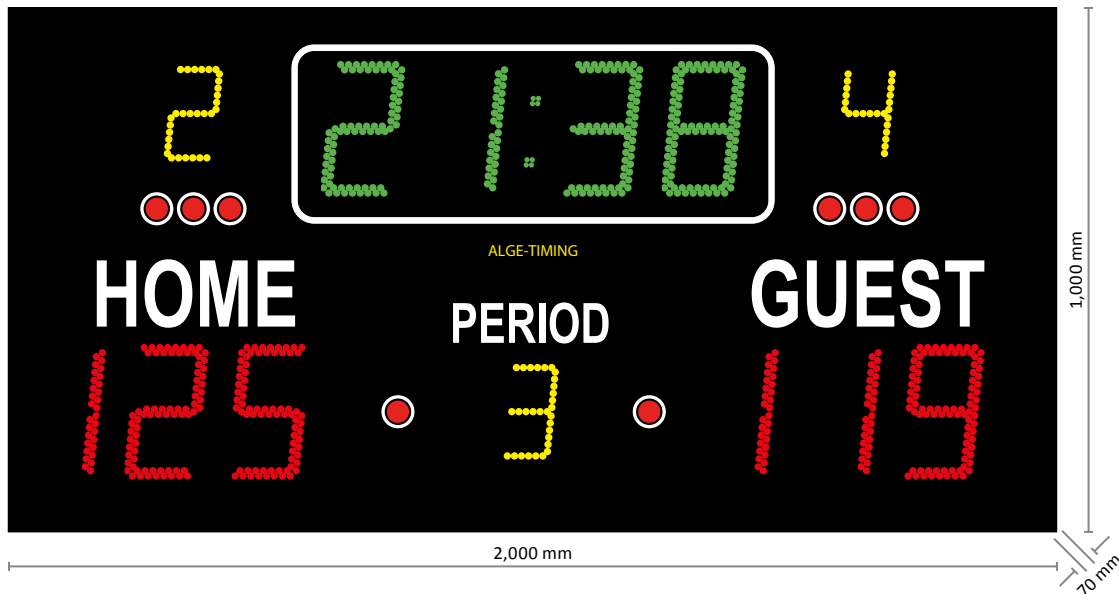 2 21:38 4
ALGE-TIMING
HOME GUEST
PERIOD
125 3 119
1,000 mm
2,000 mm
70 mm